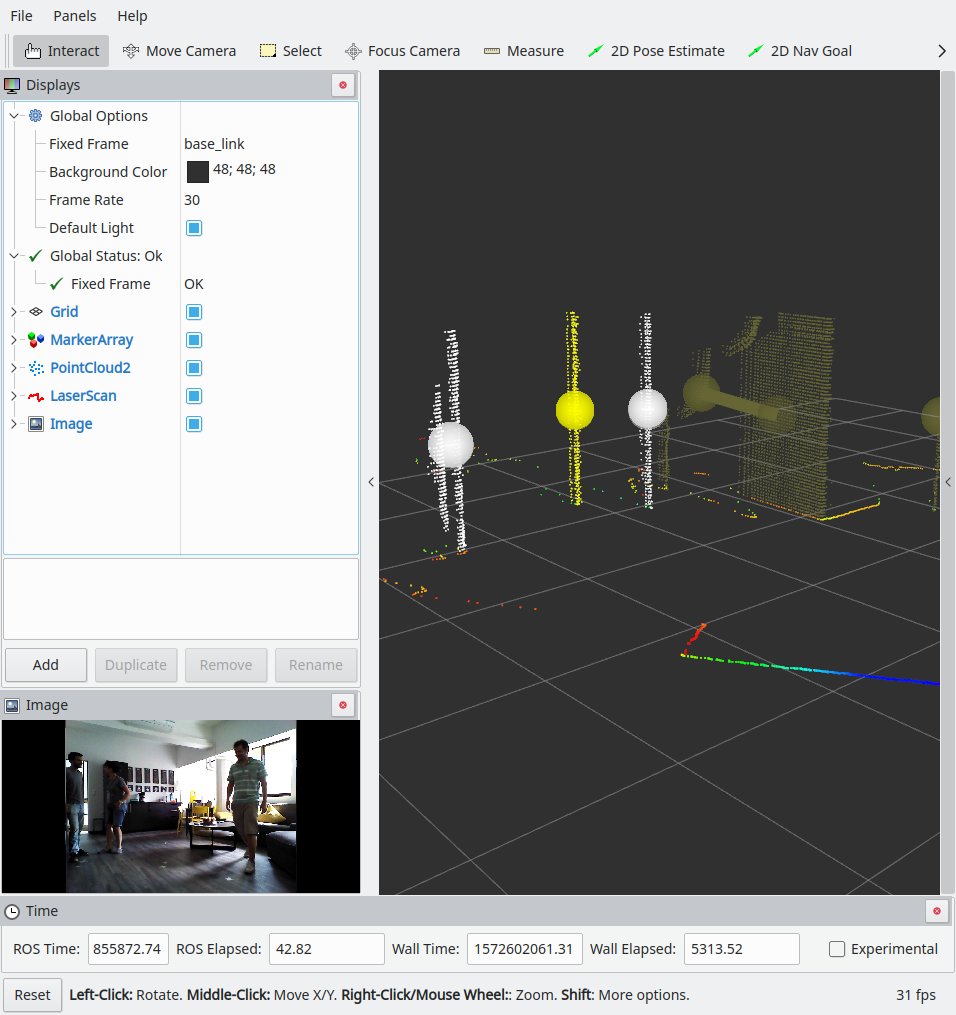 File Panels Help
Interact Move Camera Select Focus Camera Measure 2D Pose Estimate 2D Nav Goal
Displays
Global Options
Fixed Frame base_link
Background Color 48; 48; 48
Frame Rate 30
Default Light
Global Status: Ok
Fixed Frame OK
Grid
MarkerArray
PointCloud2
LaserScan
Image
Add Duplicate Remove Rename
Image
Time
ROS Time: 855872.74 ROS Elapsed: 42.82 Wall Time: 1572602061.31 Wall Elapsed: 5313.52 Experimental
Reset Left-Click: Rotate. Middle-Click: Move X/Y. Right-Click/Mouse Wheel:: Zoom. Shift: More options. 31 fps